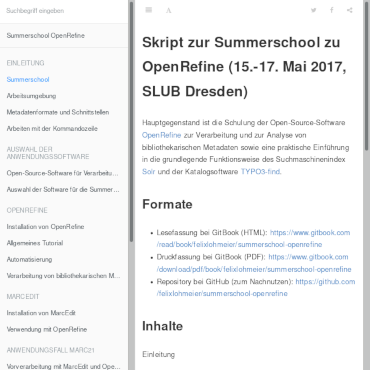 Suchbegriff eingeben
Summerschool OpenRefine
EINLEITUNG
Summerschool
Arbeitsumgebung
Metadatenformate und Schnittstellen
Arbeiten mit der Kommandozeile
AUSWAHL DER
ANWENDUNGSSOFTWARE
Open-Source-Software für Verarbeitu...
Auswahl der Software für die Summer...
OPENREFINE
Installation von OpenRefine
Allgemeines Tutorial
Automatisierung
Verarbeitung von bibliothekarischen M...
MARCEDIT
Installation von MarcEdit
Verwendung mit OpenRefine
ANWENDUNGSFALL MARC21
Vorverarbeitung mit MarcEdit und Ope...
A
Skript zur Summerschool zu
OpenRefine (15.-17. Mai 2017,
SLUB Dresden)
Hauptgegenstand ist die Schulung der Open-Source-Software
OpenRefine zur Verarbeitung und zur Analyse von
bibliothekarischen Metadaten sowie eine praktische Einführung
in die grundlegende Funktionsweise des Suchmaschinenindex
Solr und der Katalogsoftware TYPO3-find.
Formate
• Lesefassung bei GitBook (HTML): https://www.gitbook.com
/read/book/felixlohmeier/summerschool-openrefine
• Druckfassung bei GitBook (PDF): https://www.gitbook.com
/download/pdf/book/felixlohmeier/summerschool-openrefine
• Repository bei GitHub (zum Nachnutzen): https://github.com
/felixlohmeier/summerschool-openrefine
Inhalte
Einleitung